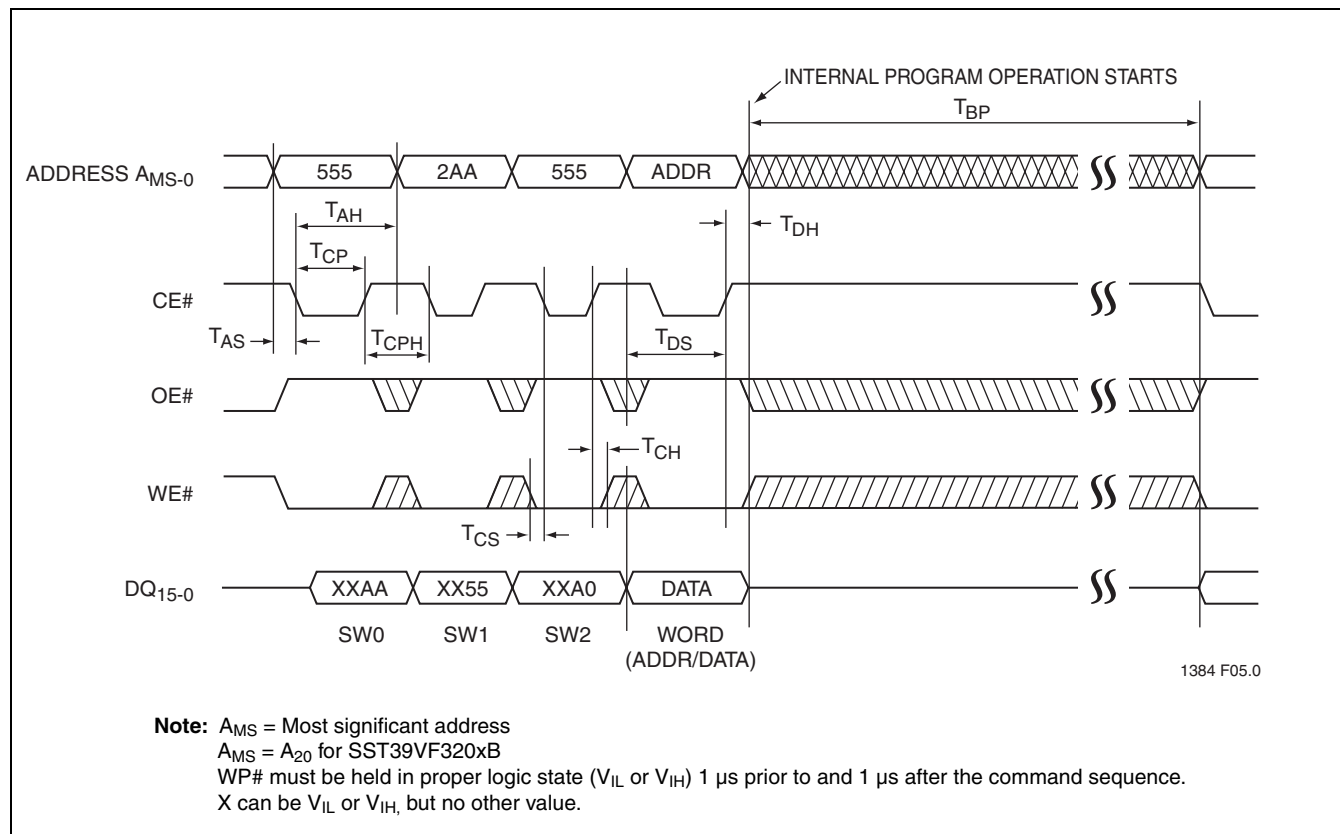 INTERNAL PROGRAM OPERATION STARTS
TBP
ADDRESS AMS-0
555
2AA
555
ADDR
TAH
TDH
TCP
CE#
TAS
TCPH
TDS
OE#
TCH
WE#
TCS
DQ15-0
XXAA
XX55
XXA0
DATA
SW0
SW1
SW2
WORD
(ADDR/DATA)
1384 F05.0
Note: AMS = Most significant address
AMS = A20 for SST39VF320xB
WP# must be held in proper logic state (VIL or VIH) 1 µs prior to and 1 µs after the command sequence.
X can be VIL or VIH, but no other value.